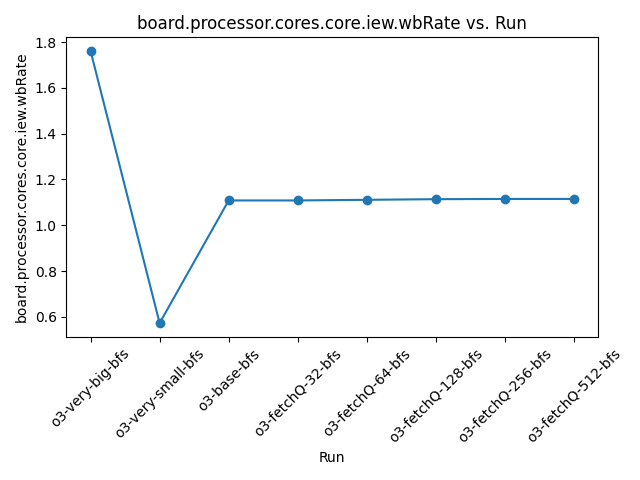 board.processor.cores.core.iew.wbRate vs. Run
board.processor.cores.core.iew.wbRate
1.8
1.6
1.4
1.2
1.0
0.8
0.6
o3-very-big-bfs
o3-very-small-bfs
o3-base-bfs
o3-fetchQ-32-bfs
o3-fetchQ-64-bfs
o3-fetchQ-128-bfs
o3-fetchQ-256-bfs
o3-fetchQ-512-bfs
Run